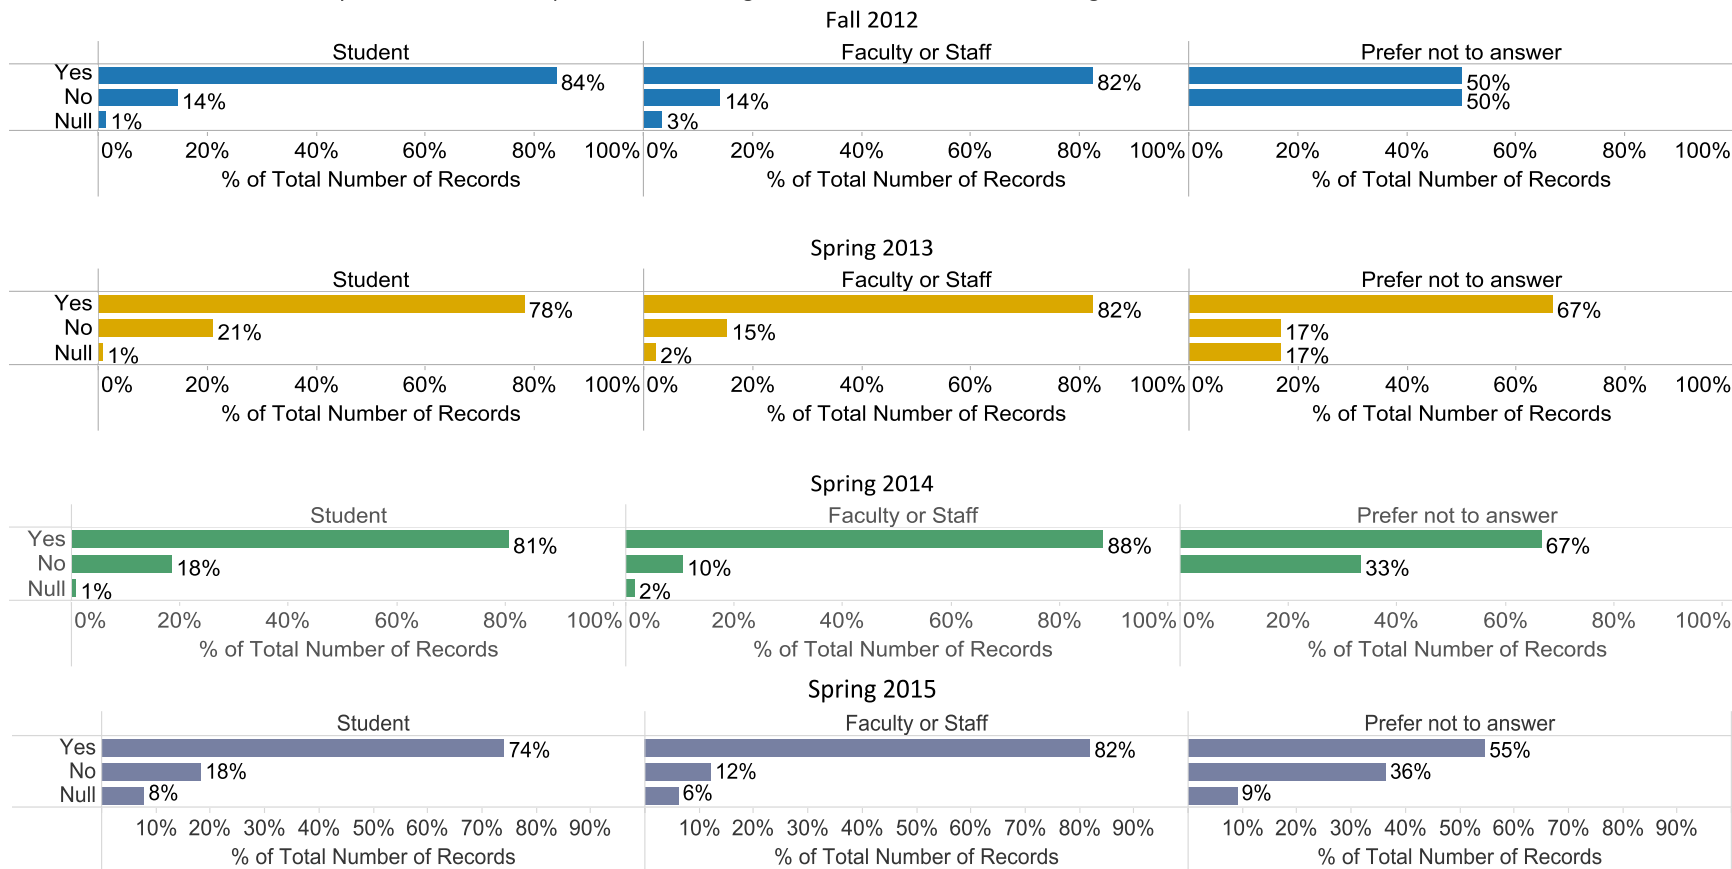 Fall 2012
Student Faculty or Staff Prefer not to answer
Yes 84% 82% 50%
No 14% 14% 50%
Null 1% 3%
0% 20% 40% 60% 80% 100% 0% 20% 40% 60% 80% 100% 0% 20% 40% 60% 80% 100%
% of Total Number of Records % of Total Number of Records % of Total Number of Records
Spring 2013
Student Faculty or Staff Prefer not to answer
Yes 78% 82% 67%
No 21% 15% 17%
Null 1% 2% 17%
0% 20% 40% 60% 80% 100% 0% 20% 40% 60% 80% 100% 0% 20% 40% 60% 80% 100%
% of Total Number of Records % of Total Number of Records % of Total Number of Records
Spring 2014
Student Faculty or Staff Prefer not to answer
Yes 81% 88% 67%
No 18% 10% 33%
Null 1% 2%
0% 20% 40% 60% 80% 100% 0% 20% 40% 60% 80% 100% 0% 20% 40% 60% 80% 100%
% of Total Number of Records % of Total Number of Records % of Total Number of Records
Spring 2015
Student Faculty or Staff Prefer not to answer
Yes 74% 82% 55%
No 18% 12% 36%
Null 8% 6% 9%
10% 20% 30% 40% 50% 60% 70% 80% 90% 10% 20% 30% 40% 50% 60% 70% 80% 90% 10% 20% 30% 40% 50% 60% 70% 80% 90%
% of Total Number of Records % of Total Number of Records % of Total Number of Records